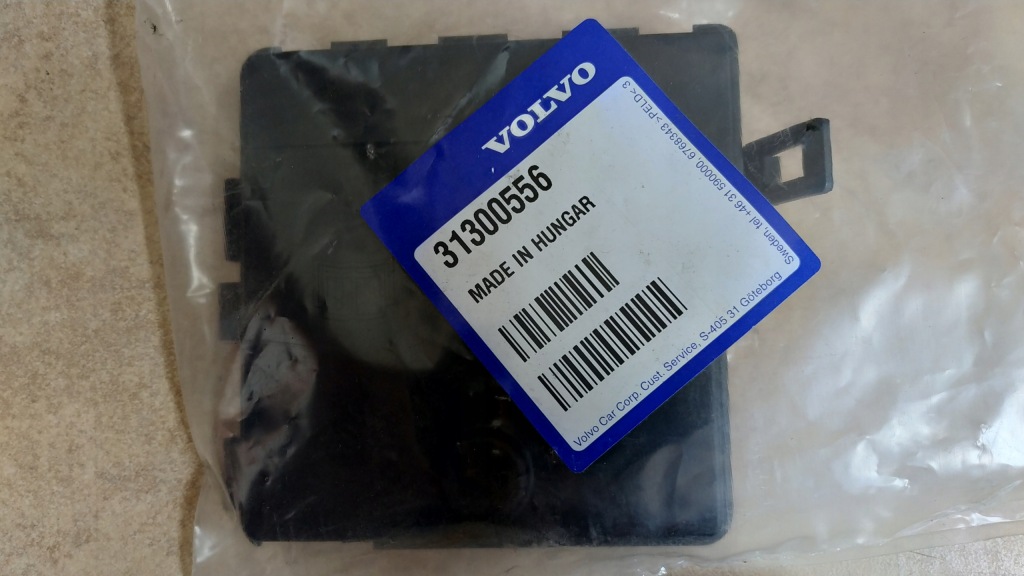 VOLVO
31300556
MADE IN HUNGAR
Volvo Car Corp. Cust. Service, S-405 31 Göteborg
Sweden, tel +46 31 590000. 6768343 >PELD< 3